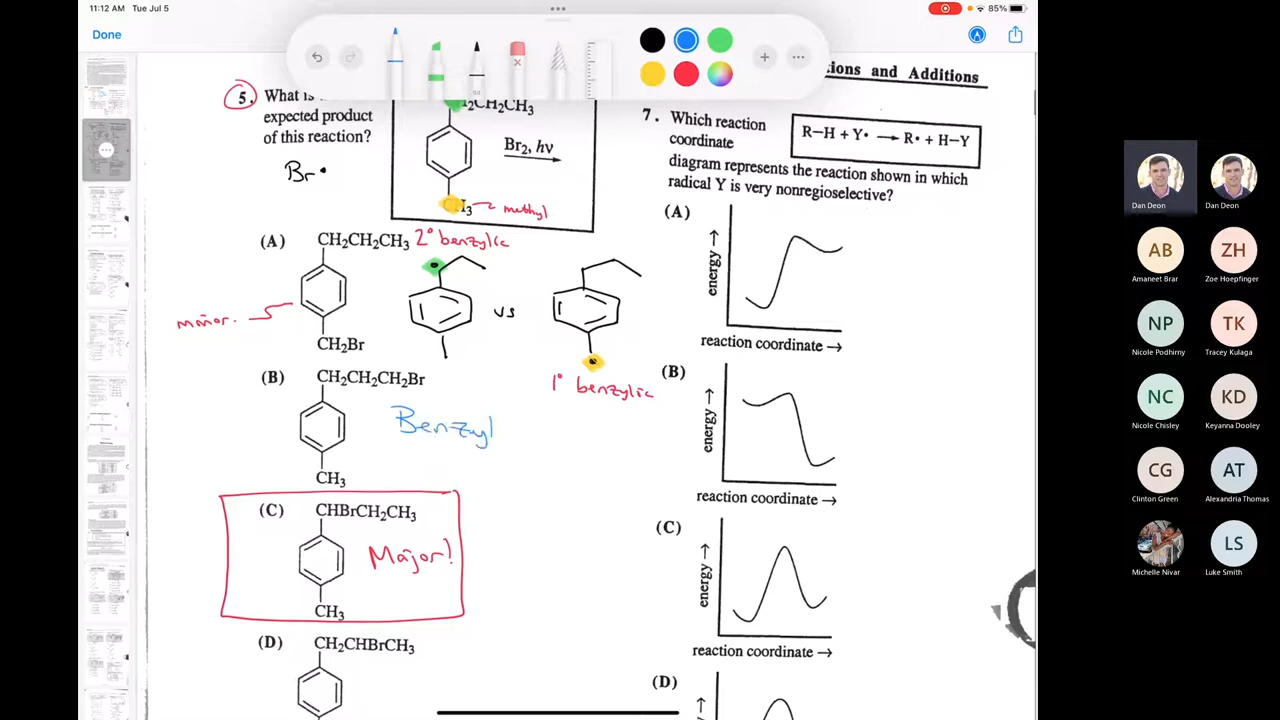 11:12 AM Tue Jul 5
85%
Done
ions and Additions
5. What is
expected product
of this reaction?
Br•
CH₂CH₂CH₃
Br₂, hν
methyl
(A)
CH₂CH₂CH₃
2° benzylic
vs
minor.
CH₂Br
1° benzylic
(B)
CH₂CH₂CH₂Br
Benzyl
CH₃
(C)
CHBrCH₂CH₃
Major!
CH₃
(D)
CH₂CHBrCH₃
7. Which reaction
coordinate
diagram represents the reaction shown in which
radical Y is very nonregioselective?
R–H + Y• → R• + H–Y
(A)
energy →
reaction coordinate →
(B)
energy →
reaction coordinate →
(C)
energy →
reaction coordinate →
(D)
Dan Deon
Dan Deon
AB
ZH
Amaneet Brar
Zoe Hoepfinger
NP
TK
Nicole Podhirny
Tracey Kulaga
NC
KD
Nicole Chisley
Keyanna Dooley
CG
AT
Clinton Green
Alexandria Thomas
LS
Michelle Nivar
Luke Smith